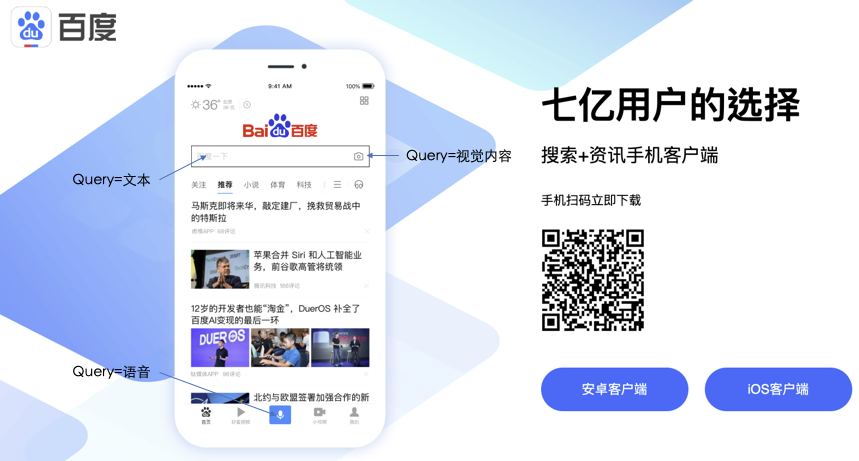 du 百度
七亿用户的选择
搜索+资讯手机客户端
手机扫码立即下载
安卓客户端
iOS客户端
Query=文本
Query=视觉内容
Query=语音
9:41 AM
100%
36°
Bai du 百度
百度一下
关注 推荐 小说 体育 科技
马斯克即将来华，敲定建厂，挽救贸易战中
的特斯拉
虎嗅APP 68评论
苹果合并 Siri 和人工智能业
务，前谷歌高管将统领
腾讯科技 166评论
12岁的开发者也能“淘金”，DuerOS 补全了
百度AI变现的最后一环
DUEROS
钛媒体APP 96评论
北约与欧盟签署加强合作的新
首页 好看视频 小视频 我的